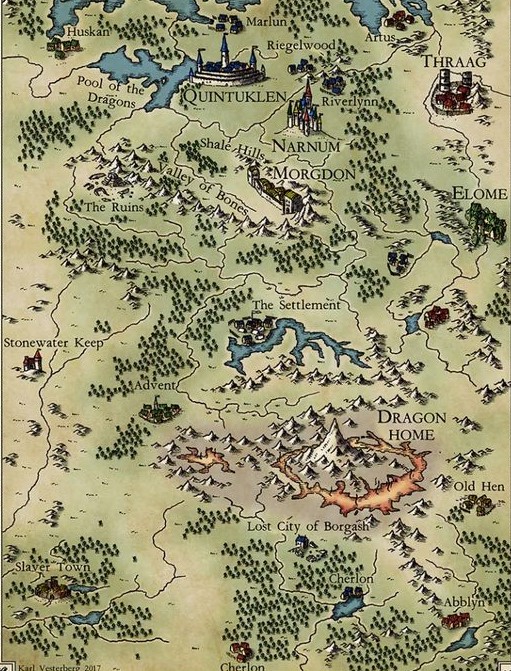 Marlun
Huskan
Artus
Riegelwood
THRAAG
Pool of the
Dragons
QUINTUKLEN
Riverlynn
NARNUM
Shale Hills
MORGDON
Valley of Bones
ELOME
The Ruins
The Settlement
Stonewater Keep
Advent
DRAGON
HOME
Old Hen
Lost City of Borgash
Slayer Town
Cherlon
Abblyn
Cherlon
Karl Vesterberg 2017